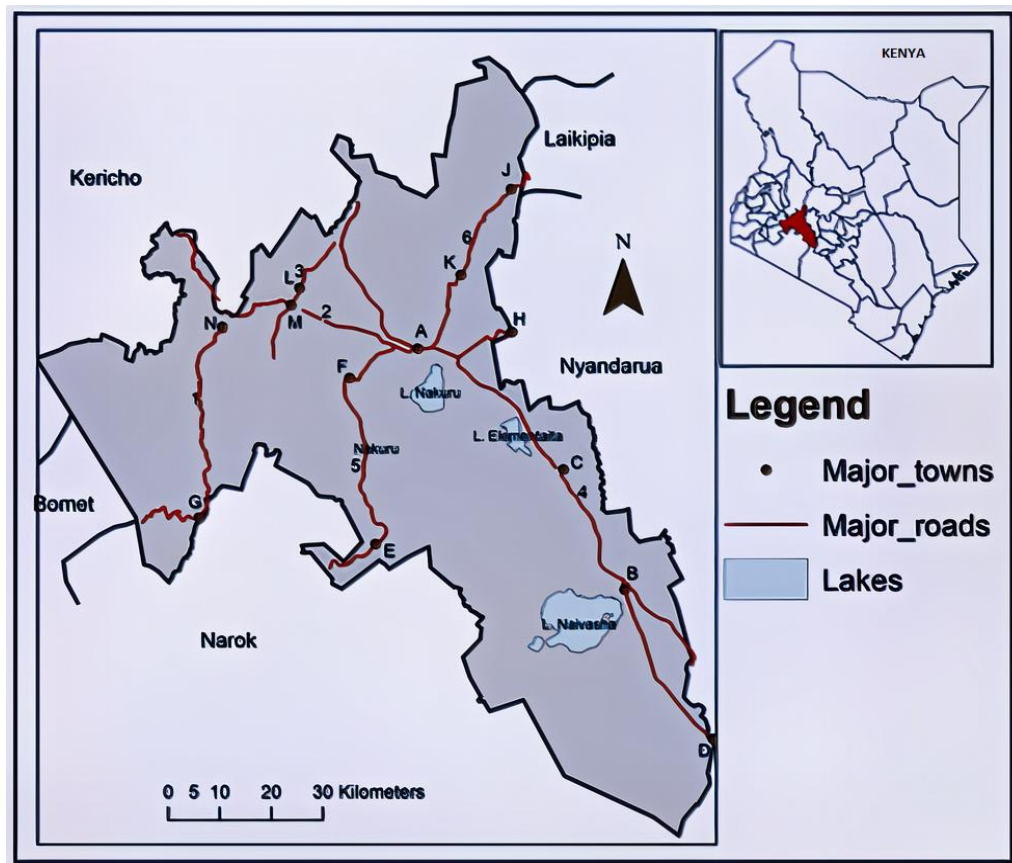 KENYA
Laikipia
Kericho
J
6
K
N
L 3
M
2
N
H
A
F
Nyandarua
L. Nakuru
L. Elementaita
Nakuru
5
C
4
1
G
Bomet
E
B
L. Naivasha
Narok
D
0 5 10 20 30 Kilometers
Legend
Major_towns
Major_roads
Lakes